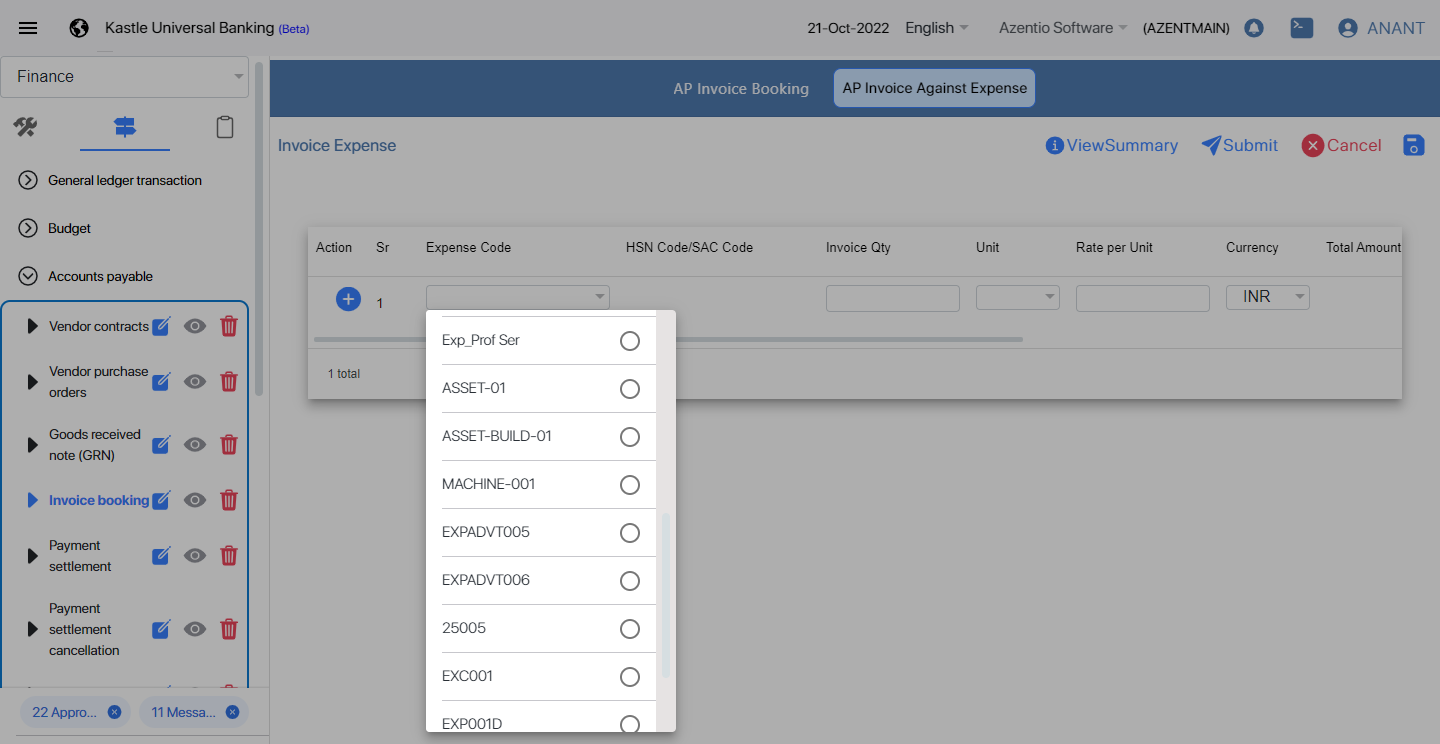 Kastle Universal Banking (Beta)
21-Oct-2022
English
Azentio Software
(AZENTMAIN)
ANANT
Finance
General ledger transaction
Budget
Accounts payable
Vendor contracts
Vendor purchase
orders
Goods received
note (GRN)
Invoice booking
Payment
settlement
Payment
settlement
cancellation
22 Appro...
11 Messa...
AP Invoice Booking
AP Invoice Against Expense
Invoice Expense
ViewSummary
Submit
Cancel
Action Sr Expense Code HSN Code/SAC Code Invoice Qty Unit Rate per Unit Currency Total Amount
1 INR
1 total
Exp_Prof Ser
ASSET-01
ASSET-BUILD-01
MACHINE-001
EXPADVT005
EXPADVT006
25005
EXC001
EXP001D